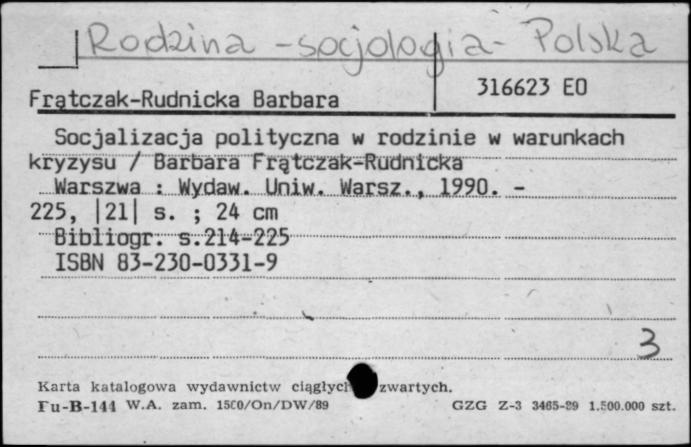 Rodzina - socjologia - Polska
316623 EO
Frątczak-Rudnicka Barbara
Socjalizacja polityczna w rodzinie w warunkach
kryzysu / Barbara Frątczak-Rudnicka
Warszwa : Wydaw. Uniw. Warsz., 1990. -
225, |21| s. ; 24 cm
Bibliogr. s.214-225
ISBN 83-230-0331-9
3
Karta katalogowa wydawnictw zwartych.
Fu-B-144 W.A. zam. 1500/On/DW/89 GZG Z-3 3465-89 1.500.000 szt.